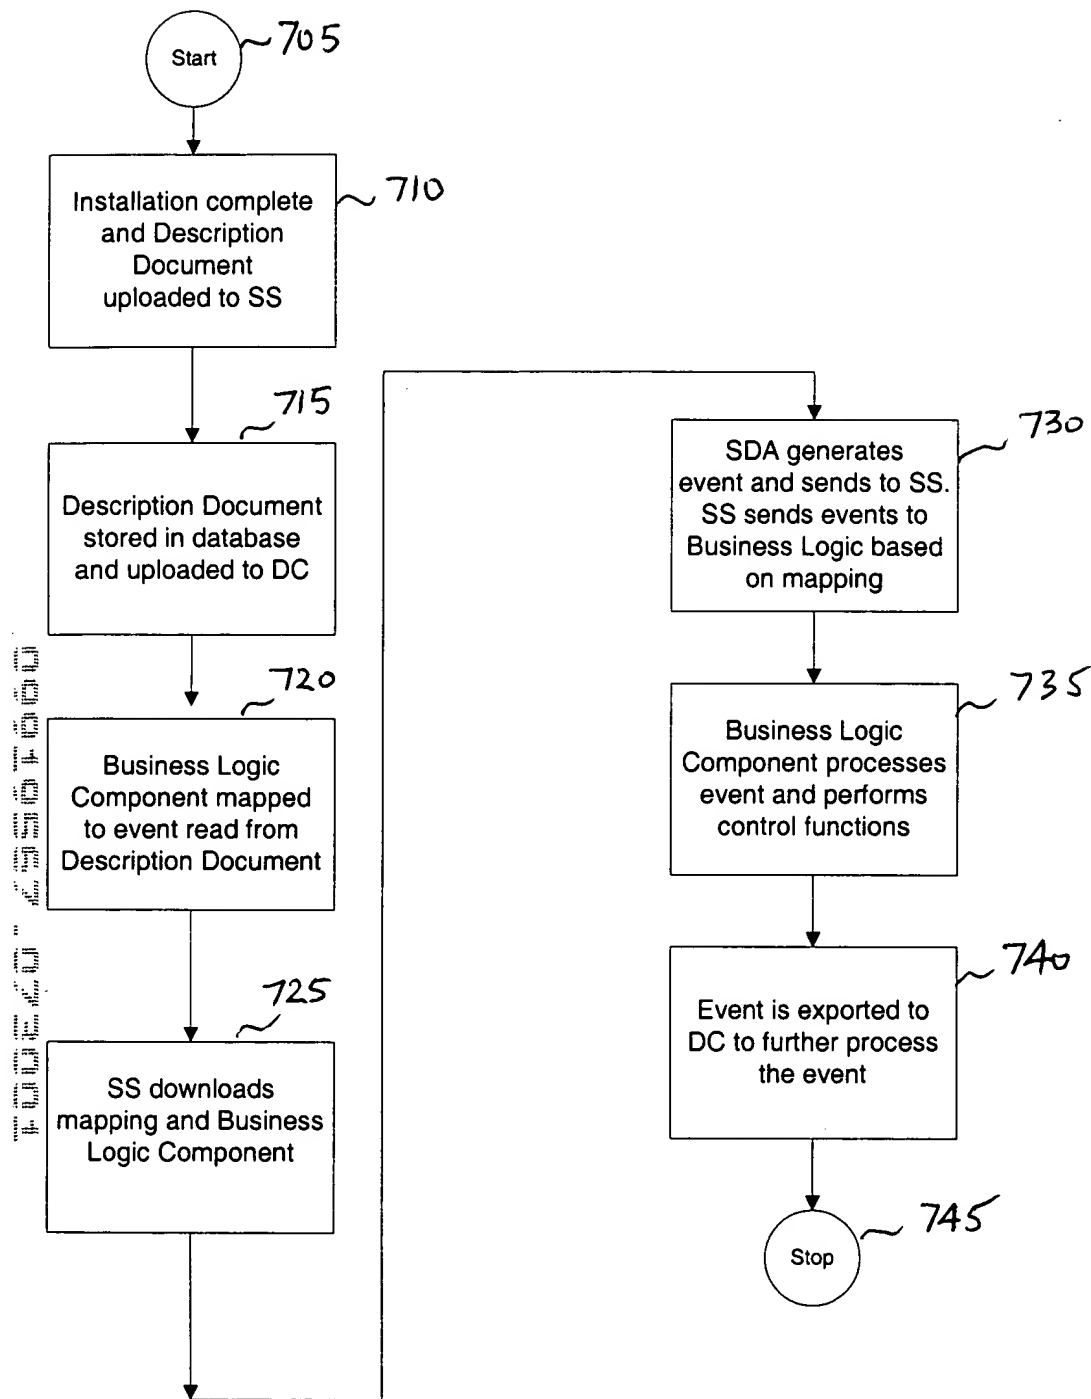 Start
705
Installation complete
and Description
Document
uploaded to SS
710
715
Description Document
stored in database
and uploaded to DC
720
Business Logic
Component mapped
to event read from
Description Document
725
SS downloads
mapping and Business
Logic Component
730
SDA generates
event and sends to SS.
SS sends events to
Business Logic based
on mapping
735
Business Logic
Component processes
event and performs
control functions
740
Event is exported to
DC to further process
the event
745
Stop